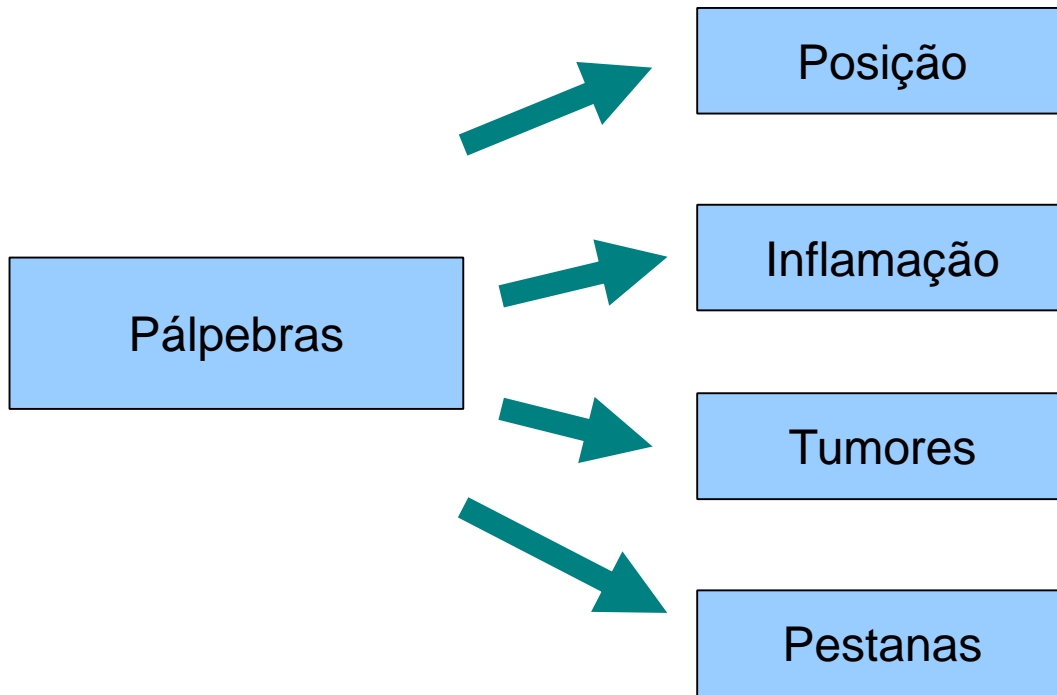 Posição
Inflamação
Pálpebras
Tumores
Pestanas